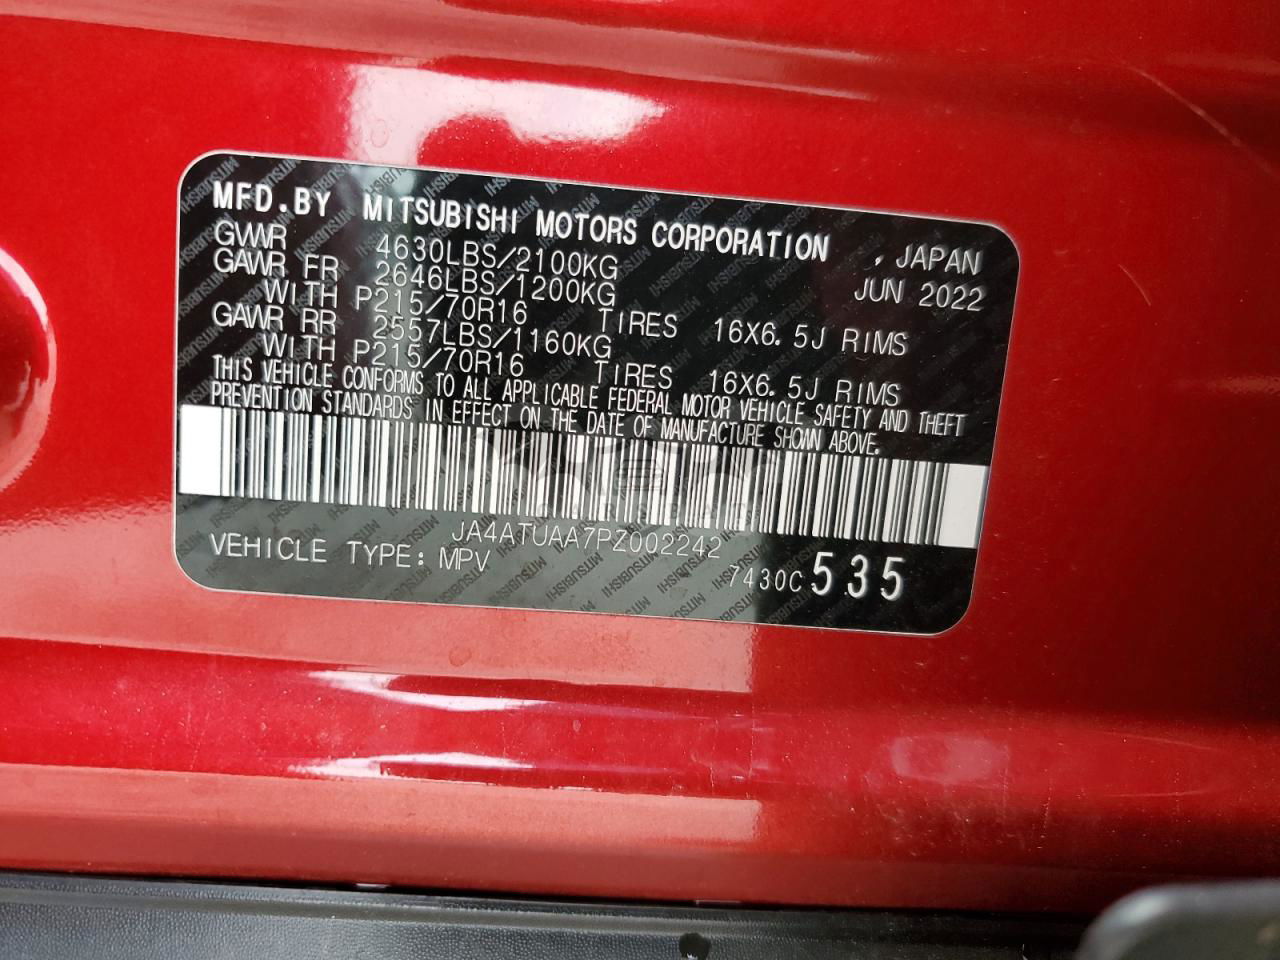 MFD.BY MITSUBISHI MOTORS CORPORATION , JAPAN
GVWR 4630LBS/2100KG JUN 2022
GAWR FR 2646LBS/1200KG
WITH P215/70R16 TIRES 16X6.5J RIMS
GAWR RR 2557LBS/1160KG
WITH P215/70R16 TIRES 16X6.5J RIMS
THIS VEHICLE CONFORMS TO ALL APPLICABLE FEDERAL MOTOR VEHICLE SAFETY AND THEFT
PREVENTION STANDARDS IN EFFECT ON THE DATE OF MANUFACTURE SHOWN ABOVE.
JA4ATUAA7PZ002242
VEHICLE TYPE: MPV 7430C 535